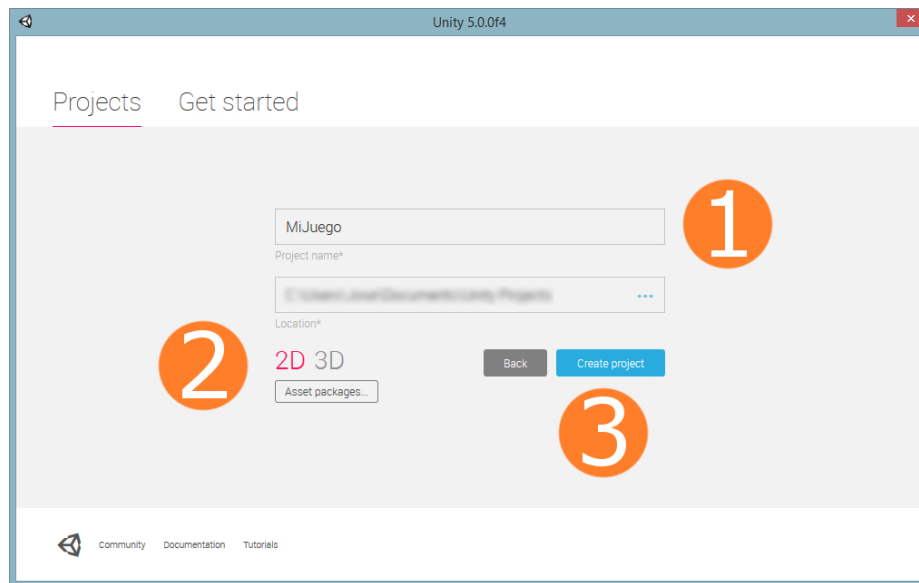 Unity 5.0.0f4
Projects Get started
MiJuego
1
Project name*
Location*
2
2D 3D
Back
Create project
Asset packages...
3
Community Documentation Tutorials